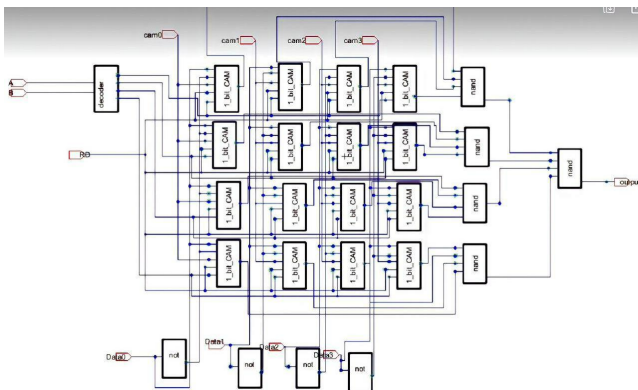 cam0
cam1
cam2
cam3
A
B
decoder
1_bit_CAM
1_bit_CAM
1_bit_CAM
1_bit_CAM
nand
RD
1_bit_CAM
1_bit_CAM
1_bit_CAM
1_bit_CAM
nand
nand
output
1_bit_CAM
1_bit_CAM
1_bit_CAM
1_bit_CAM
nand
1_bit_CAM
1_bit_CAM
1_bit_CAM
1_bit_CAM
nand
Data0
not
Data1
not
Data2
not
Data3
not